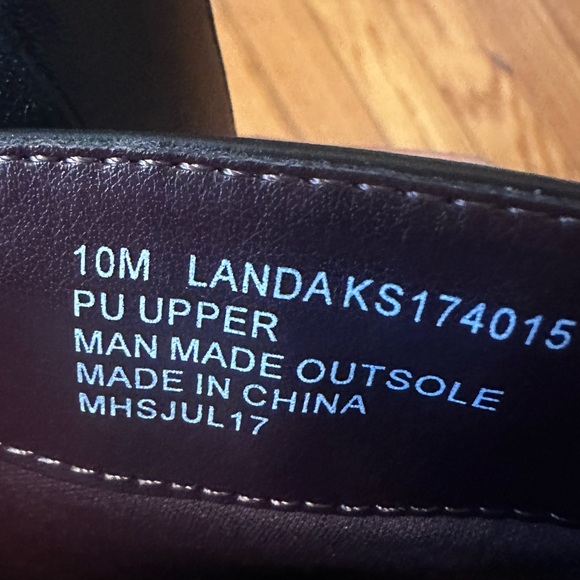 10M LANDA KS174015
PU UPPER
MAN MADE OUTSOLE
MADE IN CHINA
MHSJUL17